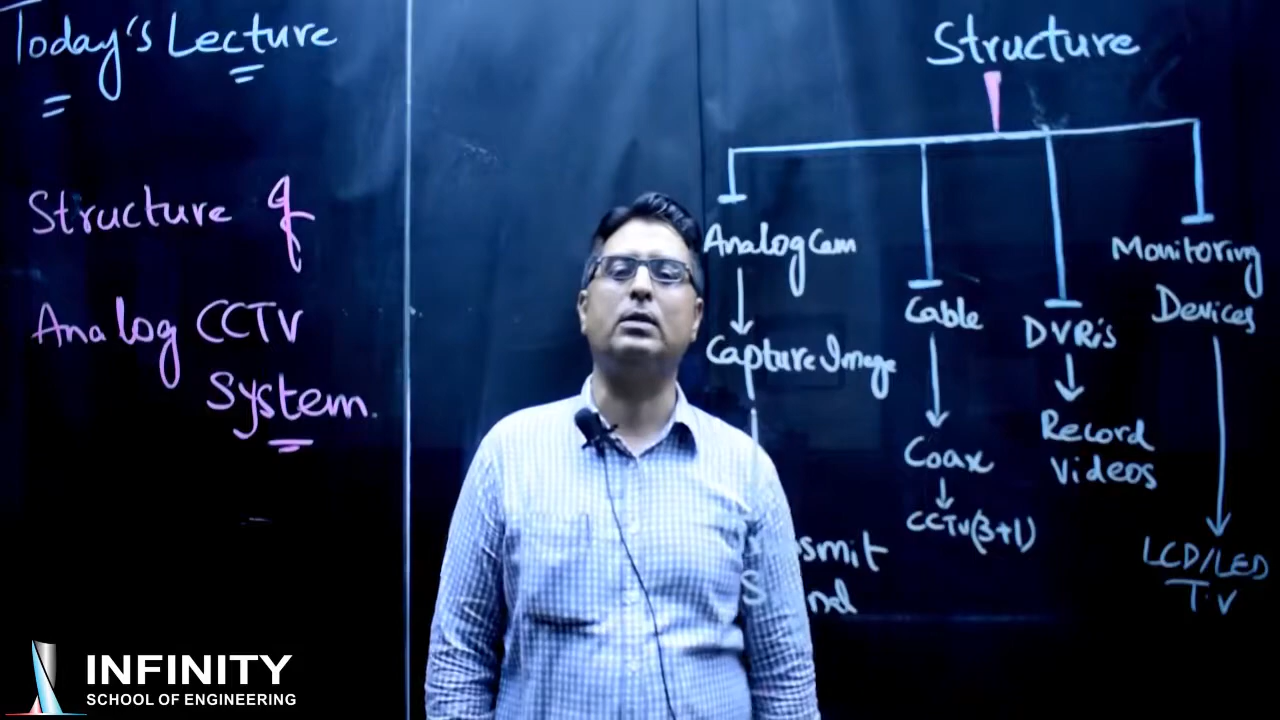 Today's Lecture
Structure of
Analog CCTV
System.
Structure
Analog Cam
Capture Image
Cable
Coax
CCTV(3+1)
DVR's
Record
Videos
Monitoring
Devices
LCD/LED
T.V
INFINITY
SCHOOL OF ENGINEERING